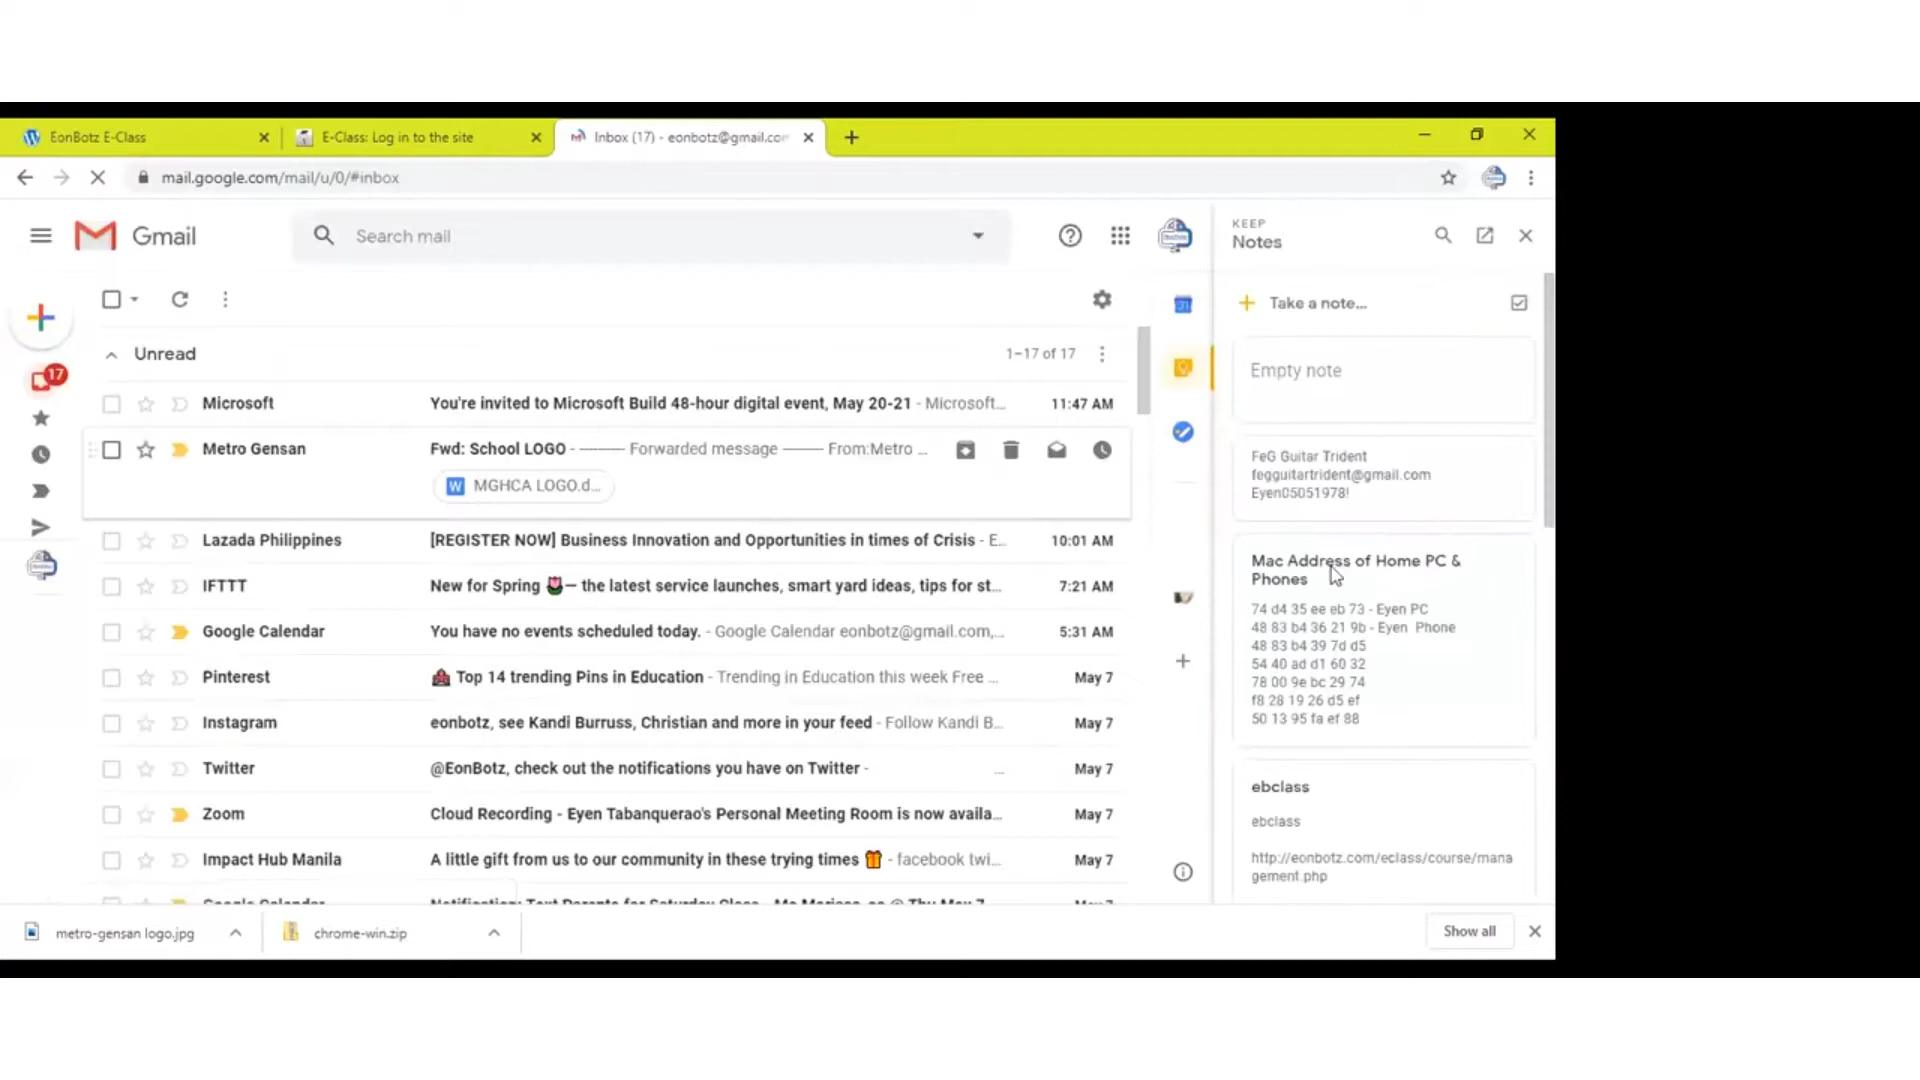 EonBotz E-Class
E-Class: Log in to the site
Inbox (17) - eonbotz@gmail.com
mail.google.com/mail/u/0/#inbox
Gmail
Search mail
KEEP
Notes
Take a note...
Unread
1–17 of 17
17
Microsoft You're invited to Microsoft Build 48-hour digital event, May 20-21 - Microsoft... 11:47 AM
Metro Gensan Fwd: School LOGO - ---------- Forwarded message ---------- From:Metro ...
W MGHCA LOGO.d...
Lazada Philippines [REGISTER NOW] Business Innovation and Opportunities in times of Crisis - E... 10:01 AM
IFTTT New for Spring 🌷— the latest service launches, smart yard ideas, tips for st... 7:21 AM
Google Calendar You have no events scheduled today. - Google Calendar eonbotz@gmail.com,... 5:31 AM
Pinterest Top 14 trending Pins in Education - Trending in Education this week Free ... May 7
Instagram eonbotz, see Kandi Burruss, Christian and more in your feed - Follow Kandi B... May 7
Twitter @EonBotz, check out the notifications you have on Twitter - ... May 7
Zoom Cloud Recording - Eyen Tabanquerao's Personal Meeting Room is now availa... May 7
Impact Hub Manila A little gift from us to our community in these trying times 🎁 - facebook twi... May 7
Google Calendar
Empty note
FeG Guitar Trident
fegguitartrident@gmail.com
Eyen05051978!
Mac Address of Home PC &
Phones
74 d4 35 ee eb 73 - Eyen PC
48 83 b4 36 21 9b - Eyen Phone
48 83 b4 39 7d d5
54 40 ad d1 60 32
78 00 9e bc 29 74
f8 28 19 26 d5 ef
50 13 95 fa ef 88
ebclass
ebclass
http://eonbotz.com/eclass/course/mana
gement.php
metro-gensan logo.jpg
chrome-win.zip
Show all